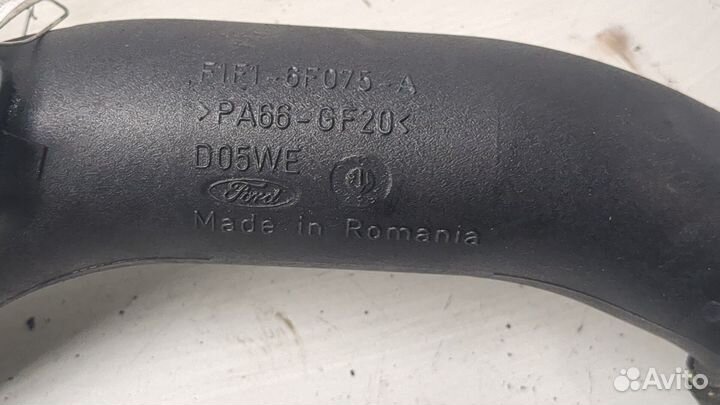 F1F1-6F075-A
>PA66-GF20<
D05WE
Ford
Made in Romania
Avito